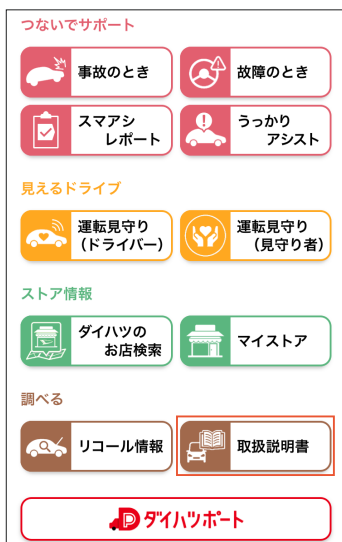 つないでサポート
事故のとき
故障のとき
スマアシ
レポート
うっかり
アシスト
見えるドライブ
運転見守り
(ドライバー)
運転見守り
(見守り者)
ストア情報
ダイハツの
お店検索
マイストア
調べる
リコール情報
取扱説明書
ダイハツポート